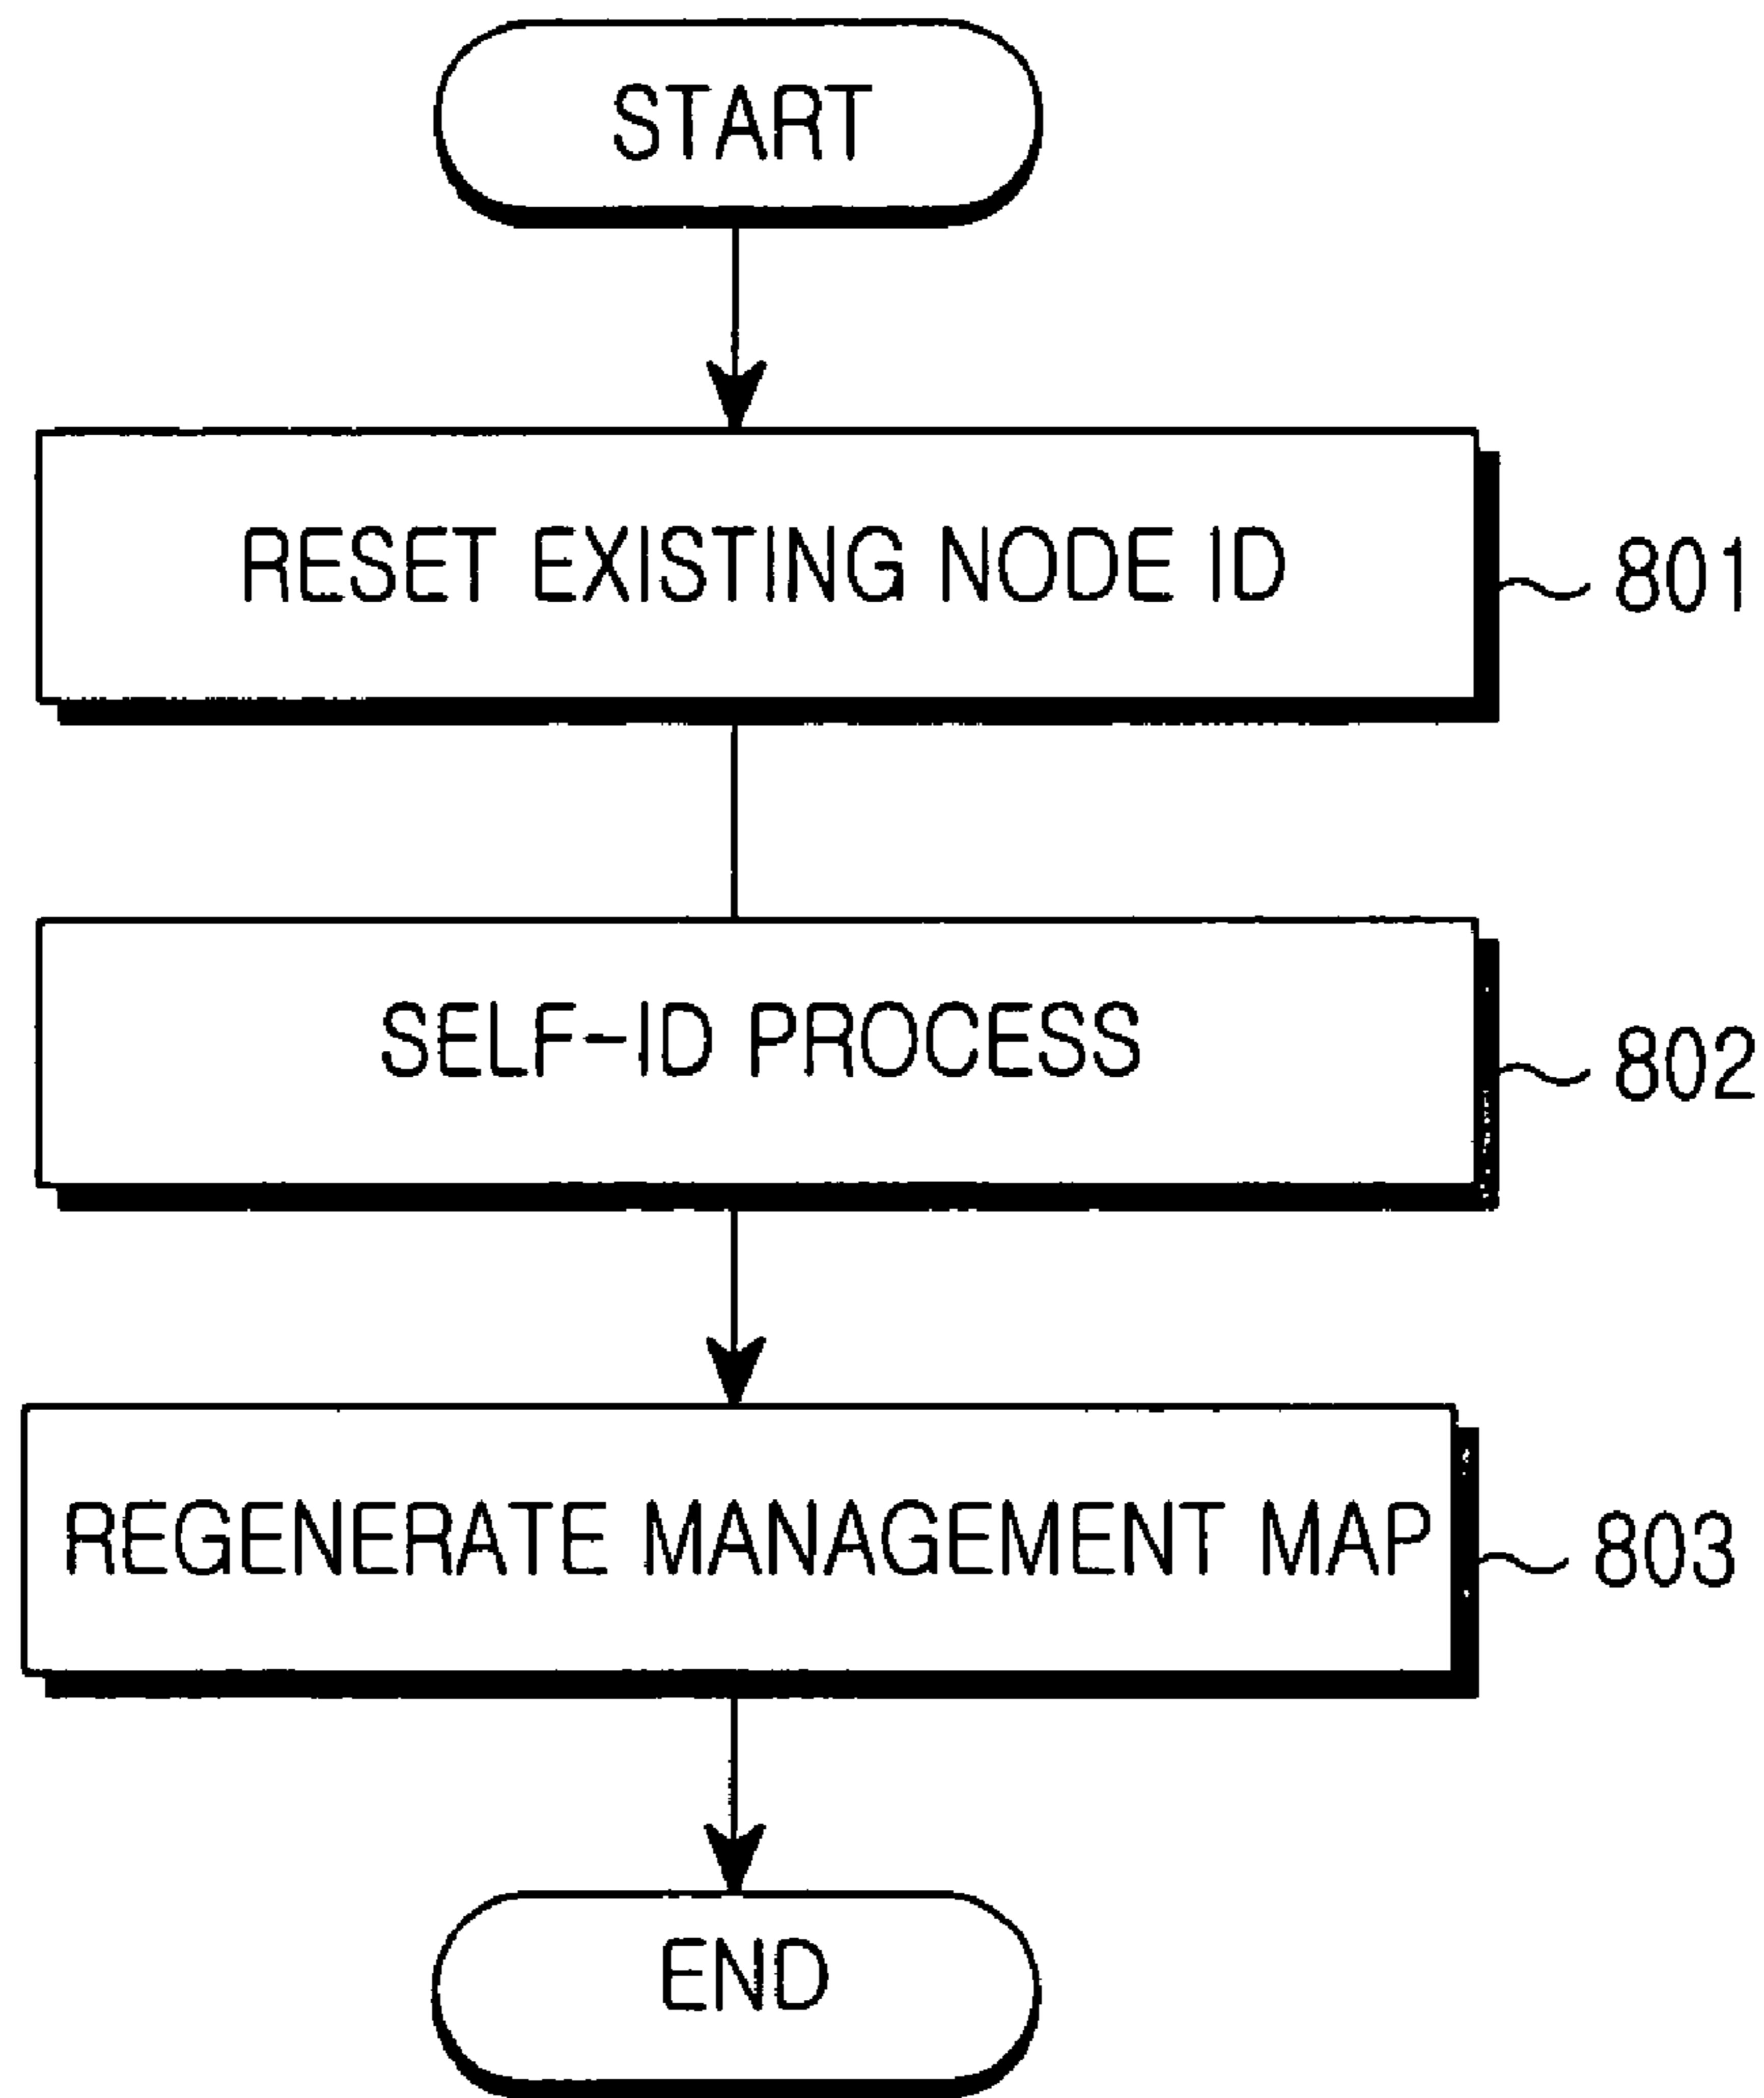 START
RESET EXISTING NODE ID
801
SELF-ID PROCESS
802
REGENERATE MANAGEMENT MAP
803
END